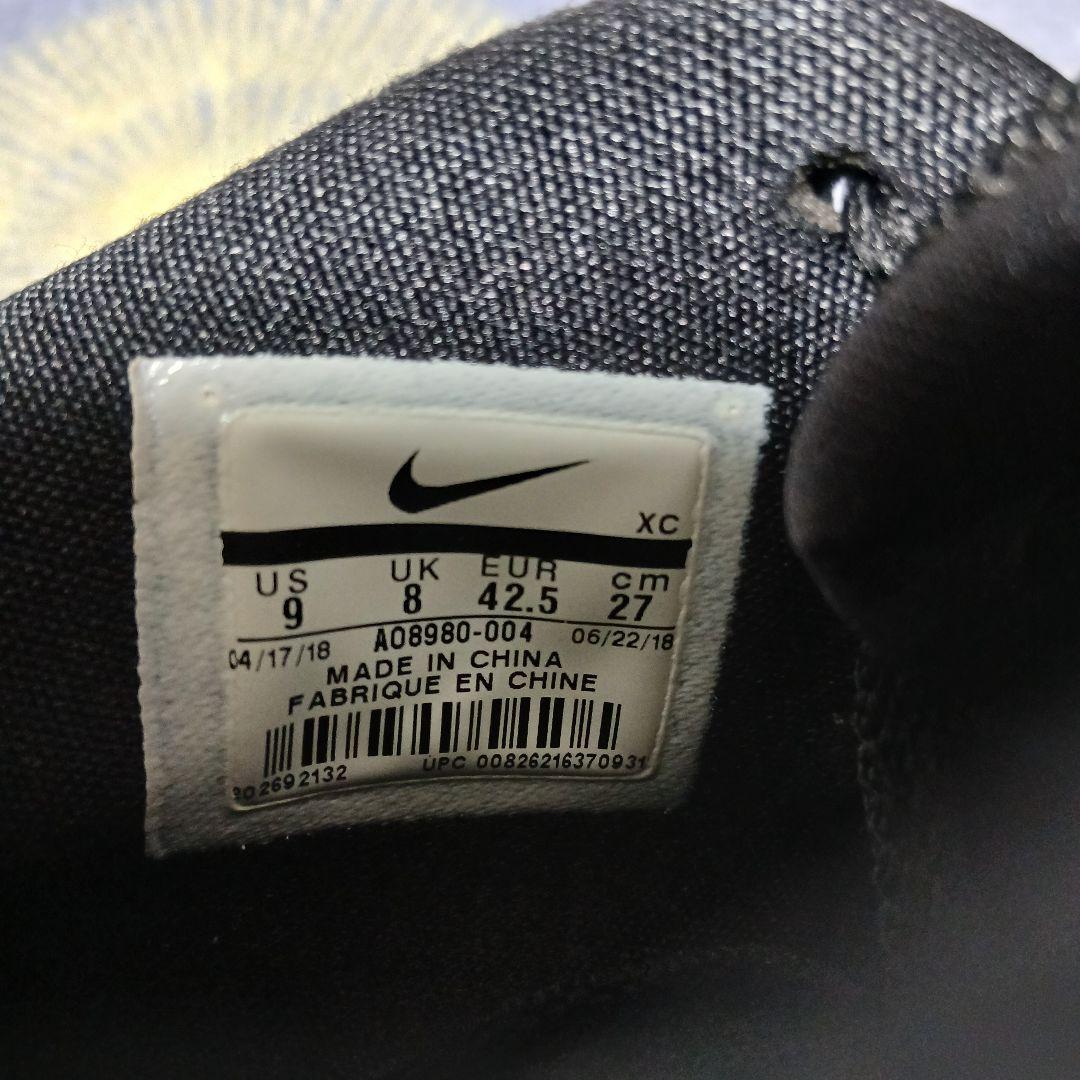 XC
US UK EUR cm
9 8 42.5 27
04/17/18 AO8980-004 06/22/18
MADE IN CHINA
FABRIQUE EN CHINE
UPC 00826216370931